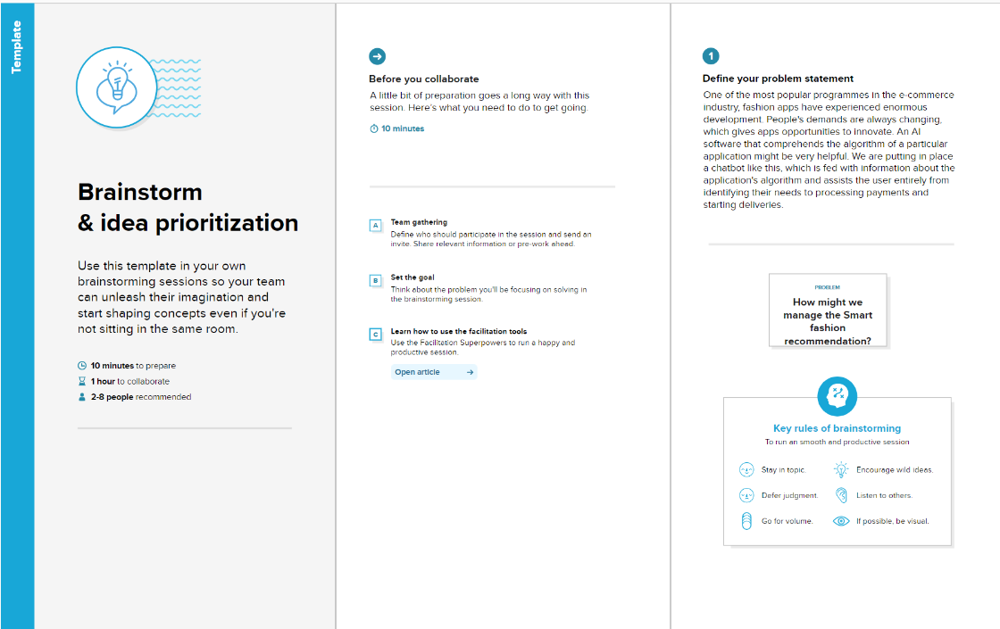 Template
Brainstorm
& idea prioritization
Use this template in your own
brainstorming sessions so your team
can unleash their imagination and
start shaping concepts even if you're
not sitting in the same room.
10 minutes to prepare
1 hour to collaborate
2-8 people recommended
Before you collaborate
A little bit of preparation goes a long way with this
session. Here's what you need to do to get going.
10 minutes
A
Team gathering
Define who should participate in the session and send an
invite. Share relevant information or pre-work ahead.
B
Set the goal
Think about the problem you'll be focusing on solving in
the brainstorming session.
C
Learn how to use the facilitation tools
Use the Facilitation Superpowers to run a happy and
productive session.
Open article
1
Define your problem statement
One of the most popular programmes in the e-commerce
industry, fashion apps have experienced enormous
development. People's demands are always changing,
which gives apps opportunities to innovate. An AI
software that comprehends the algorithm of a particular
application might be very helpful. We are putting in place
a chatbot like this, which is fed with information about the
application's algorithm and assists the user entirely from
identifying their needs to processing payments and
starting deliveries.
PROBLEM
How might we
manage the Smart
fashion
recommendation?
Key rules of brainstorming
To run an smooth and productive session
Stay in topic.
Encourage wild ideas.
Defer judgment.
Listen to others.
Go for volume.
If possible, be visual.